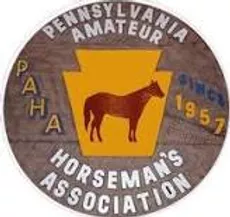 PENNSYLVANIA
AMATEUR
PAHA
SINCE
1957
HORSEMAN'S
ASSOCIATION